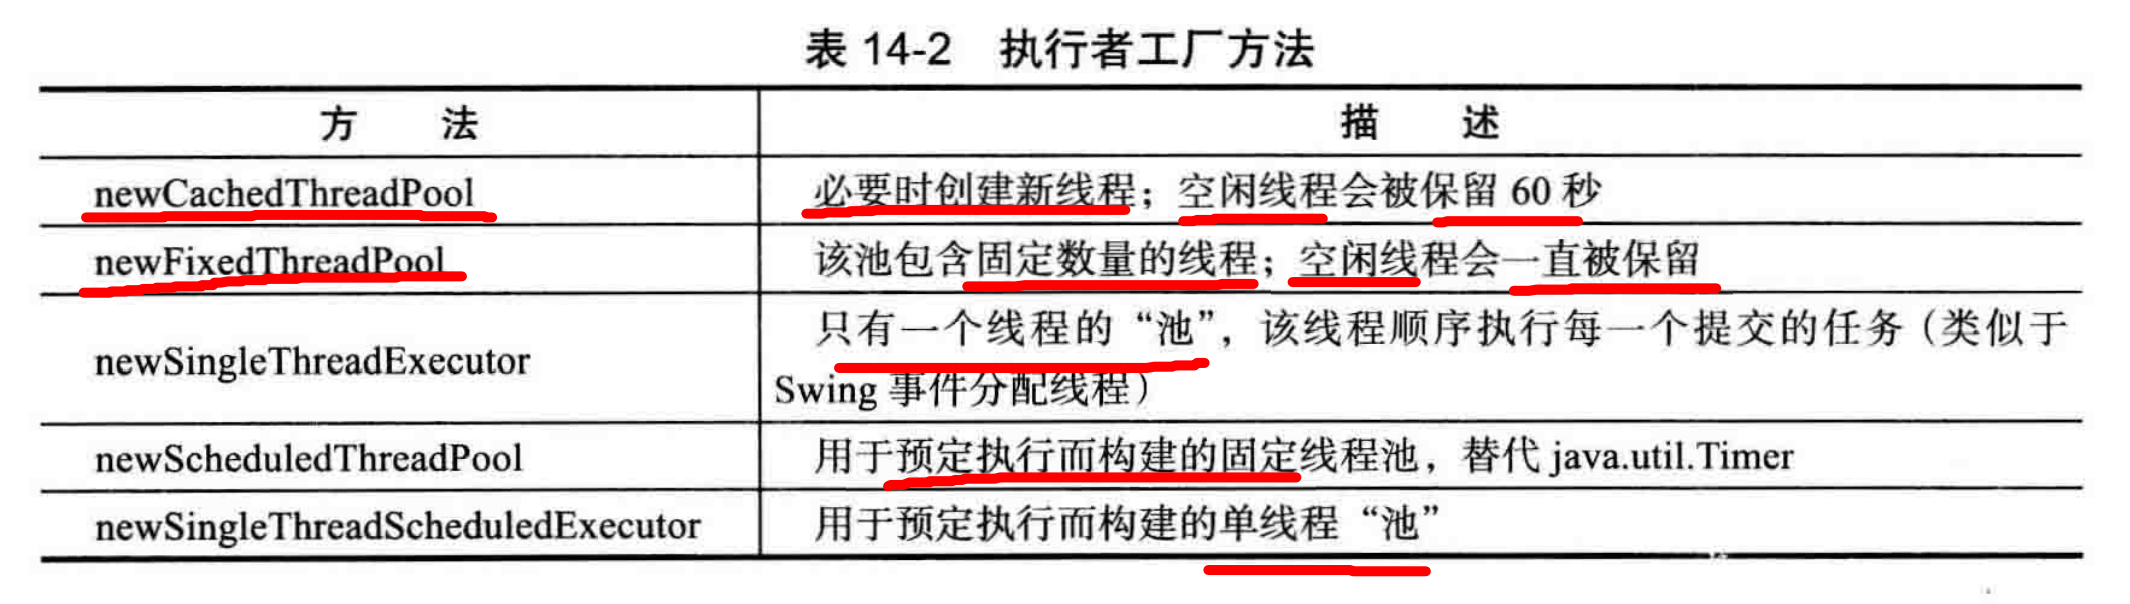 表 14-2 执行者工厂方法
方 法 描 述
newCachedThreadPool 必要时创建新线程；空闲线程会被保留 60 秒
newFixedThreadPool 该池包含固定数量的线程；空闲线程会一直被保留
newSingleThreadExecutor 只有一个线程的“池”，该线程顺序执行每一个提交的任务（类似于
Swing 事件分配线程）
newScheduledThreadPool 用于预定执行而构建的固定线程池，替代 java.util.Timer
newSingleThreadScheduledExecutor 用于预定执行而构建的单线程“池”